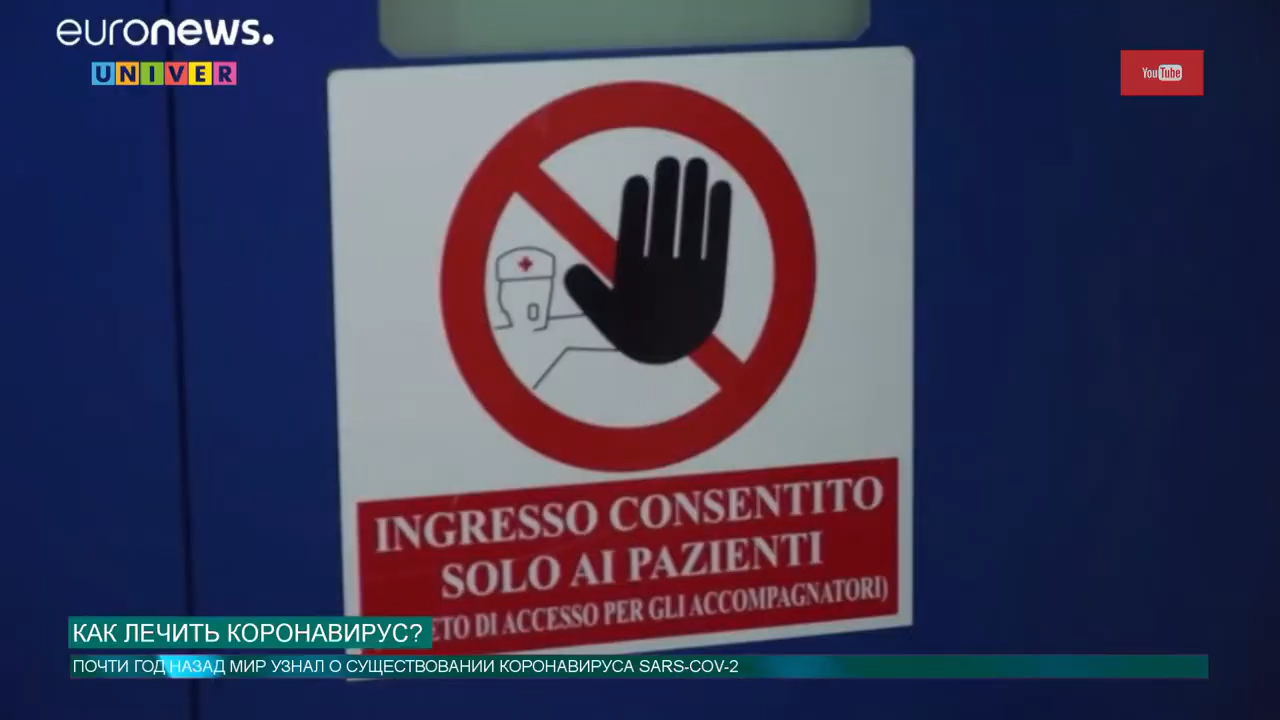 euronews.
UNIVER
YouTube
INGRESSO CONSENTITO
SOLO AI PAZIENTI
DI ACCESSO PER GLI ACCOMPAGNATORI)
КАК ЛЕЧИТЬ КОРОНАВИРУС?
ПОЧТИ ГОД НАЗАД МИР УЗНАЛ О СУЩЕСТВОВАНИИ КОРОНАВИРУСА SARS-COV-2